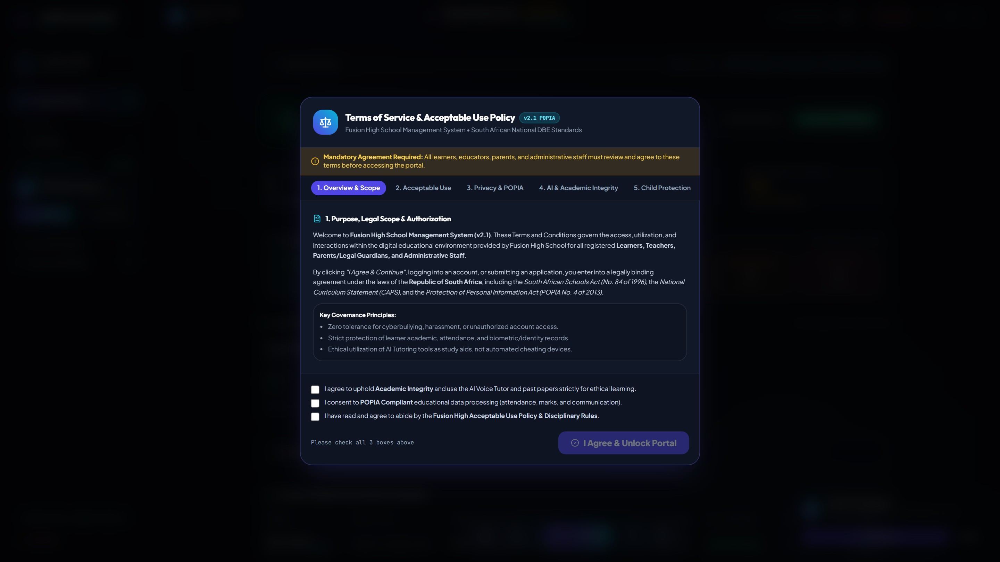 Terms of Service & Acceptable Use Policy v2.1 POPIA
Fusion High School Management System • South African National DBE Standards
Mandatory Agreement Required: All learners, educators, parents, and administrative staff must review and agree to these
terms before accessing the portal.
1. Overview & Scope 2. Acceptable Use 3. Privacy & POPIA 4. AI & Academic Integrity 5. Child Protection
1. Purpose, Legal Scope & Authorization
Welcome to Fusion High School Management System (v2.1). These Terms and Conditions govern the access, utilization, and
interactions within the digital educational environment provided by Fusion High School for all registered Learners, Teachers,
Parents/Legal Guardians, and Administrative Staff.
By clicking "I Agree & Continue", logging into an account, or submitting an application, you enter into a legally binding
agreement under the laws of the Republic of South Africa, including the South African Schools Act (No. 84 of 1996), the National
Curriculum Statement (CAPS), and the Protection of Personal Information Act (POPIA No. 4 of 2013).
Key Governance Principles:
• Zero tolerance for cyberbullying, harassment, or unauthorized account access.
• Strict protection of learner academic, attendance, and biometric/identity records.
• Ethical utilization of AI Tutoring tools as study aids, not automated cheating devices.
I agree to uphold Academic Integrity and use the AI Voice Tutor and past papers strictly for ethical learning.
I consent to POPIA Compliant educational data processing (attendance, marks, and communication).
I have read and agree to abide by the Fusion High Acceptable Use Policy & Disciplinary Rules.
Please check all 3 boxes above
I Agree & Unlock Portal